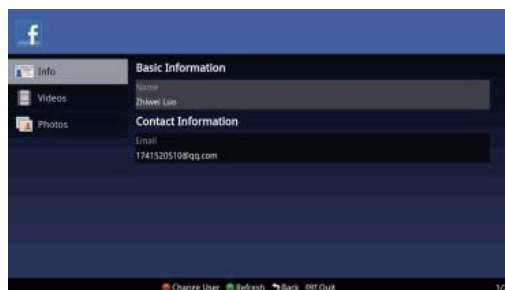 f
Info
Videos
Photos
Basic Information
Name
Zhiwei Luo
Contact Information
Email
1741520510@qq.com
Change User Refresh Back EXIT Quit